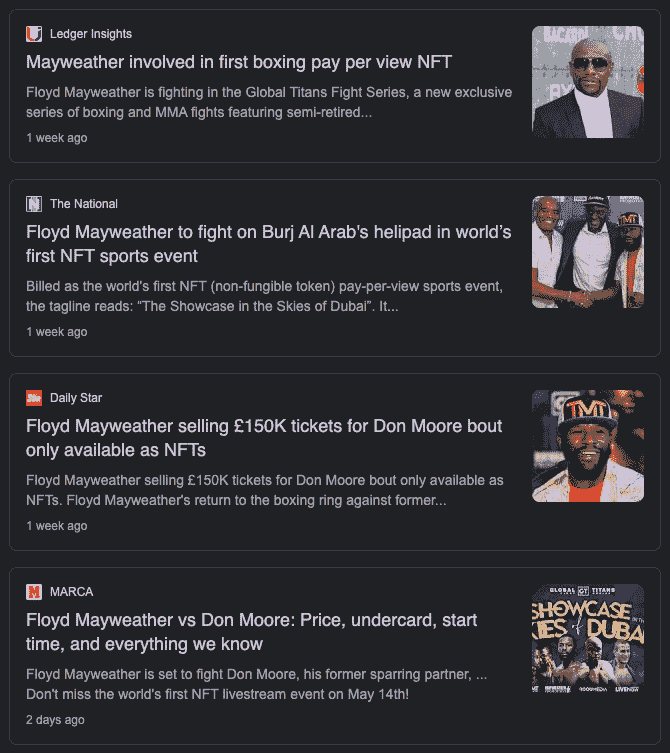 Ledger Insights
Mayweather involved in first boxing pay per view NFT
Floyd Mayweather is fighting in the Global Titans Fight Series, a new exclusive
series of boxing and MMA fights featuring semi-retired...
1 week ago
The National
Floyd Mayweather to fight on Burj Al Arab's helipad in world's
first NFT sports event
Billed as the world's first NFT (non-fungible token) pay-per-view sports event,
the tagline reads: “The Showcase in the Skies of Dubai”. It...
1 week ago
TMT
Star
Daily Star
Floyd Mayweather selling £150K tickets for Don Moore bout
only available as NFTs
Floyd Mayweather selling £150K tickets for Don Moore bout only available as
NFTs. Floyd Mayweather's return to the boxing ring against former...
1 week ago
TMT
M
MARCA
Floyd Mayweather vs Don Moore: Price, undercard, start
time, and everything we know
Floyd Mayweather is set to fight Don Moore, his former sparring partner, ...
Don't miss the world's first NFT livestream event on May 14th!
2 days ago
GLOBAL GT TITANS
SHOWCASE
IES of DUBA